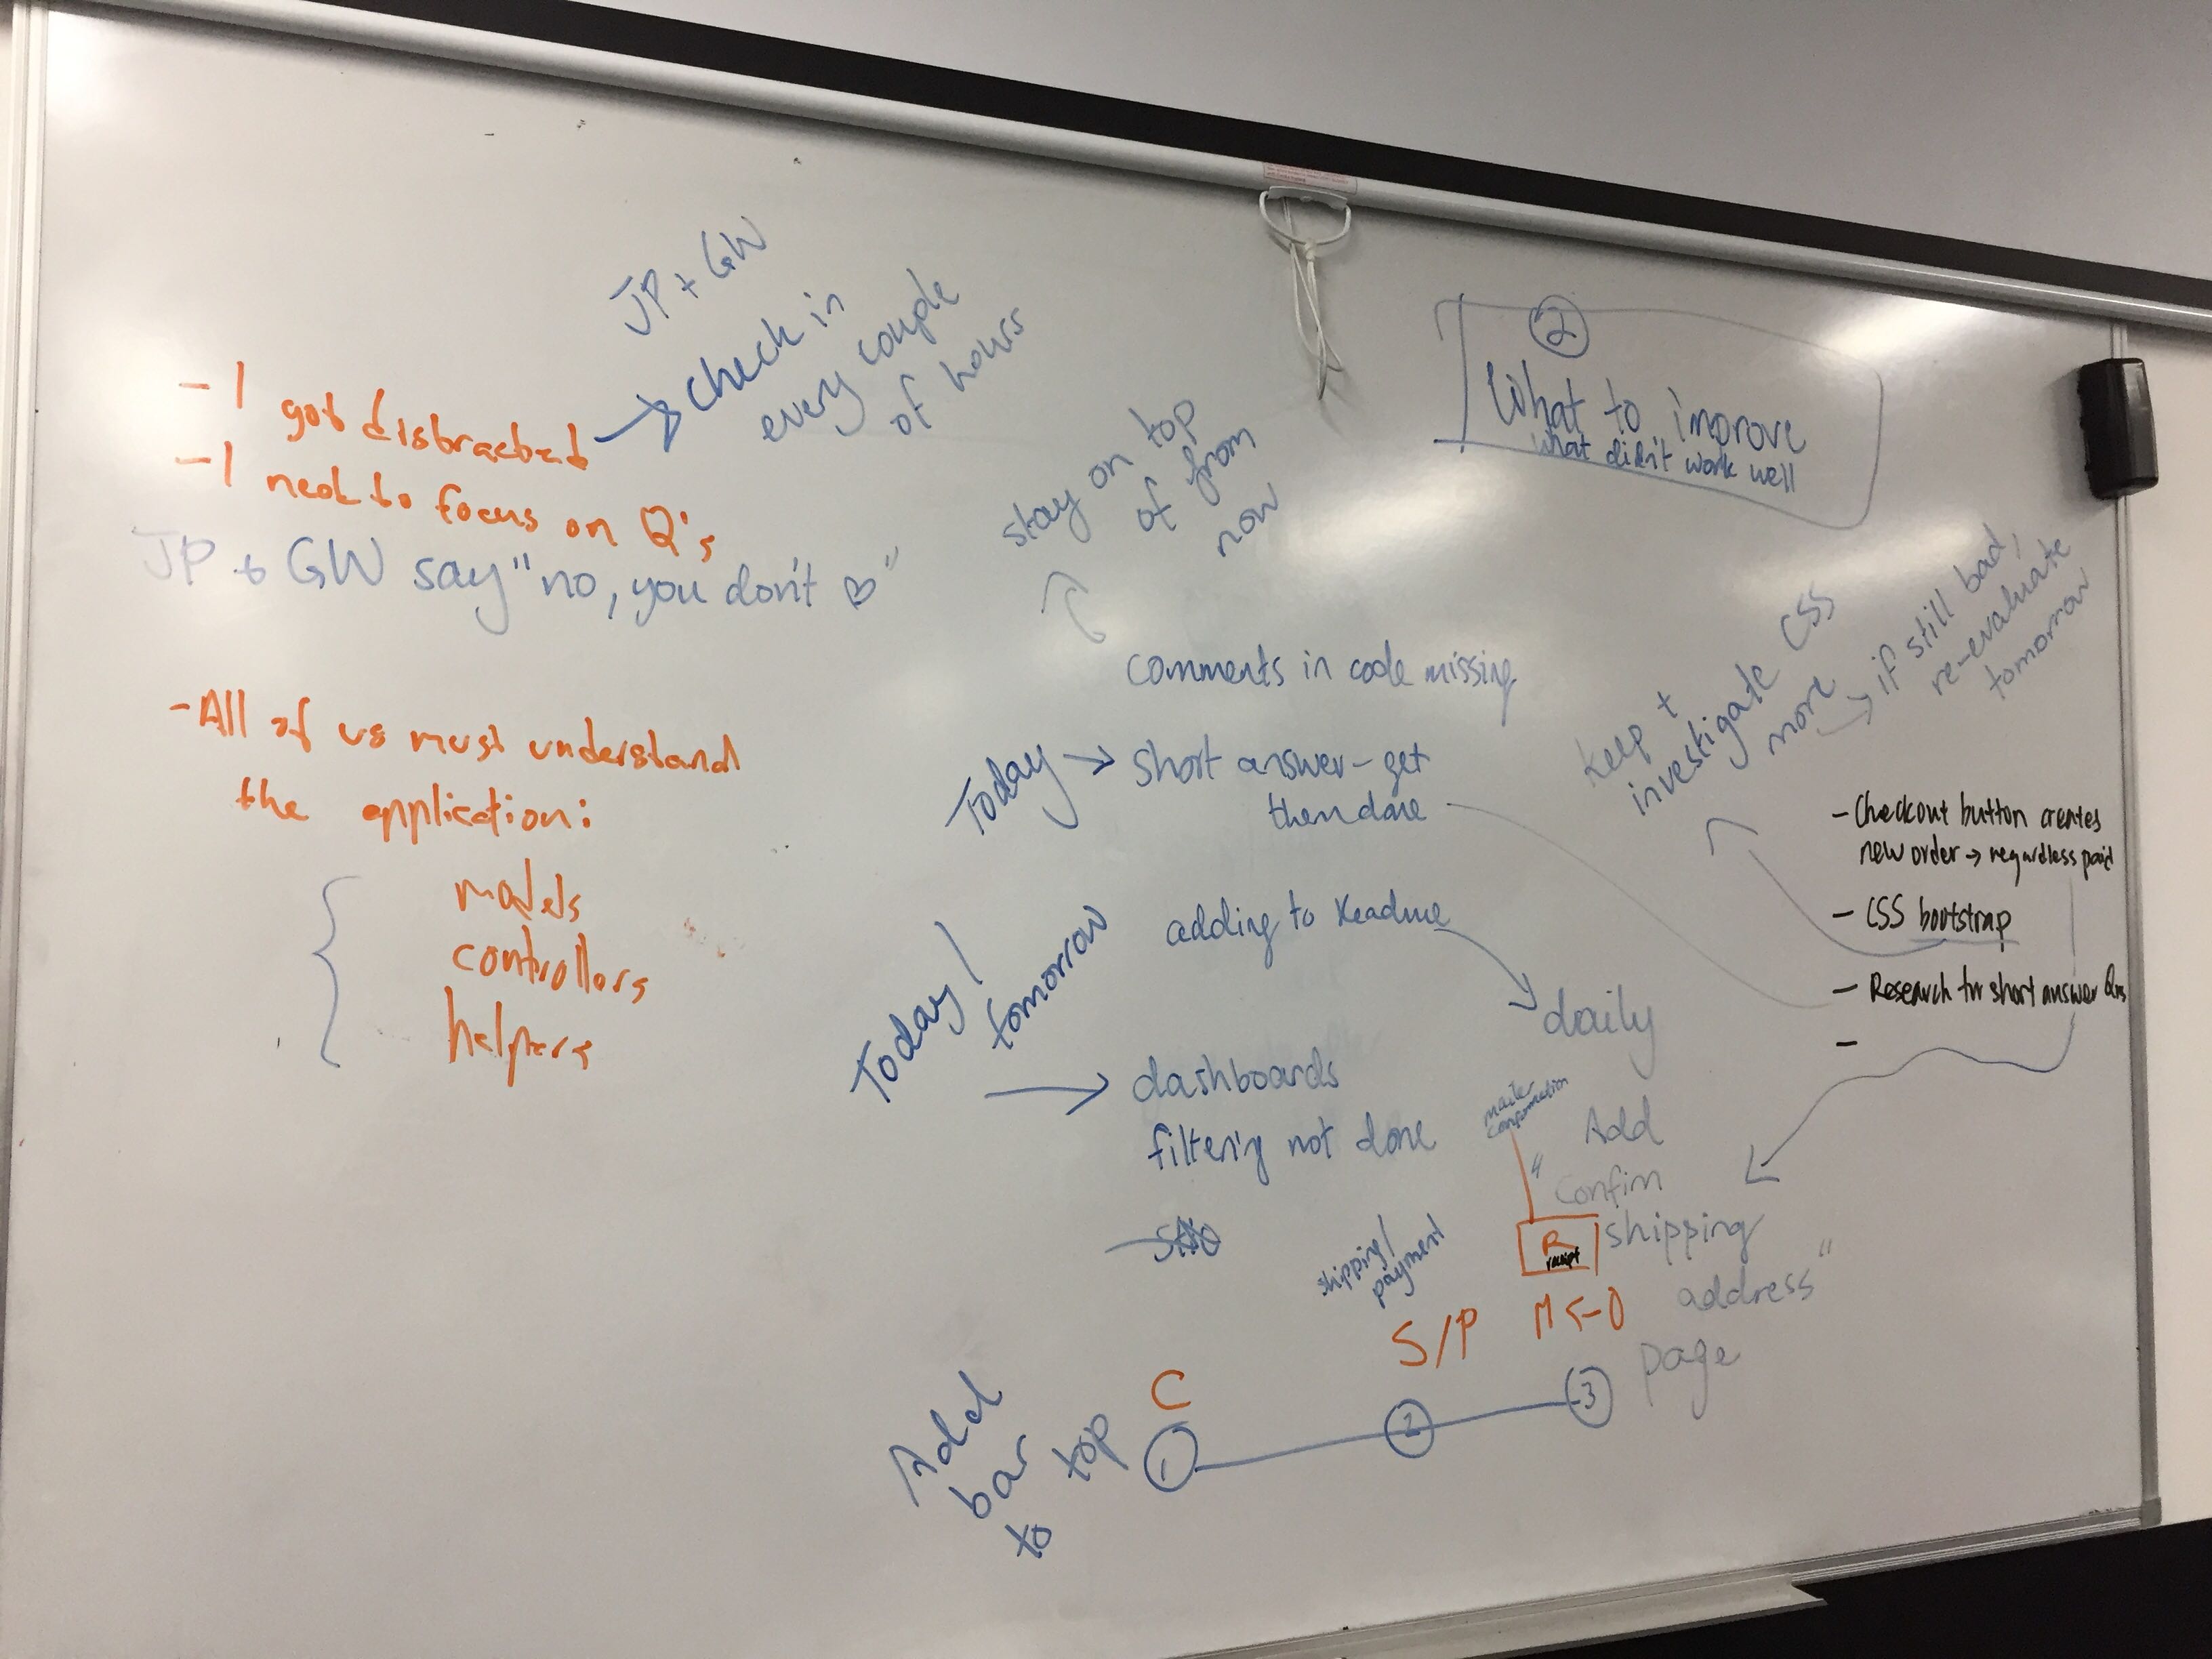 JP + GW
check in
every couple
of hours
- I got distracted
- I need to focus on Q's
JP + GW say "no, you don't ♡"
- All of us must understand
the application:
models
controllers
helpers
②
What to improve
what didn't work well
stay on top
of from
now
comments in code missing
Today → short answer - get
them done
Today/
tomorrow
adding to Readme
daily
dashboards
filtering not done
keep +
investigate CSS
more → if still bad,
re-evaluate
tomorrow
- Checkout button creates
new order → regardless paid
- CSS bootstrap
- Research for short answer Qns
-
mailer
confirmation
"Add
Confim
shipping
address"
page
R
receipt
shipping/
payment
S/P
C
Add
bar
to top
① ② ③